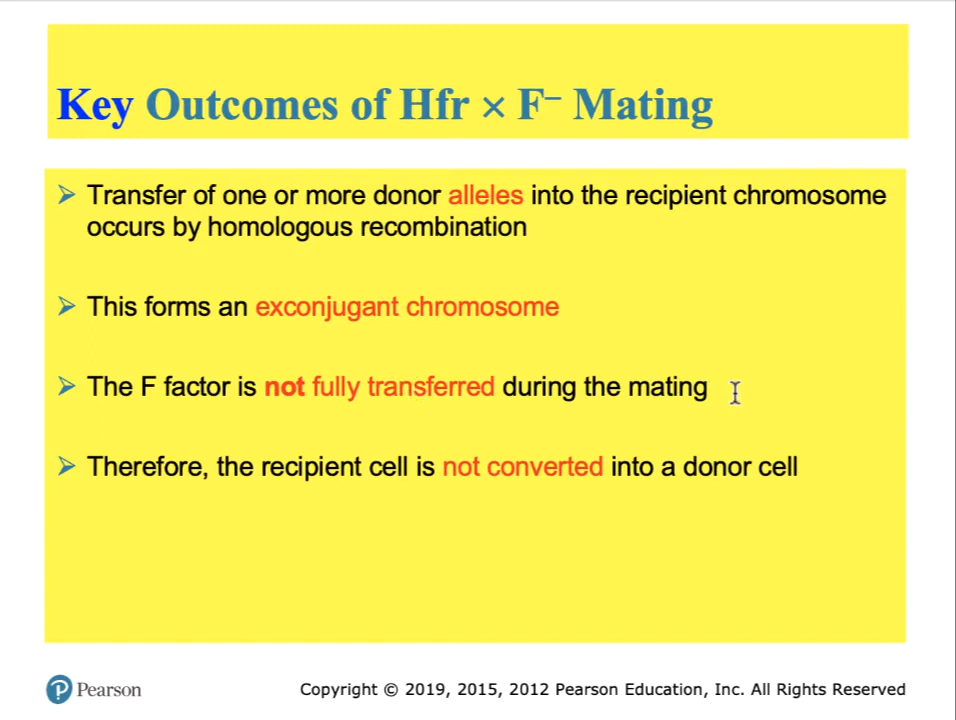 Key Outcomes of Hfr × F⁻ Mating
➢ Transfer of one or more donor alleles into the recipient chromosome
occurs by homologous recombination
➢ This forms an exconjugant chromosome
➢ The F factor is not fully transferred during the mating
➢ Therefore, the recipient cell is not converted into a donor cell
P Pearson
Copyright © 2019, 2015, 2012 Pearson Education, Inc. All Rights Reserved